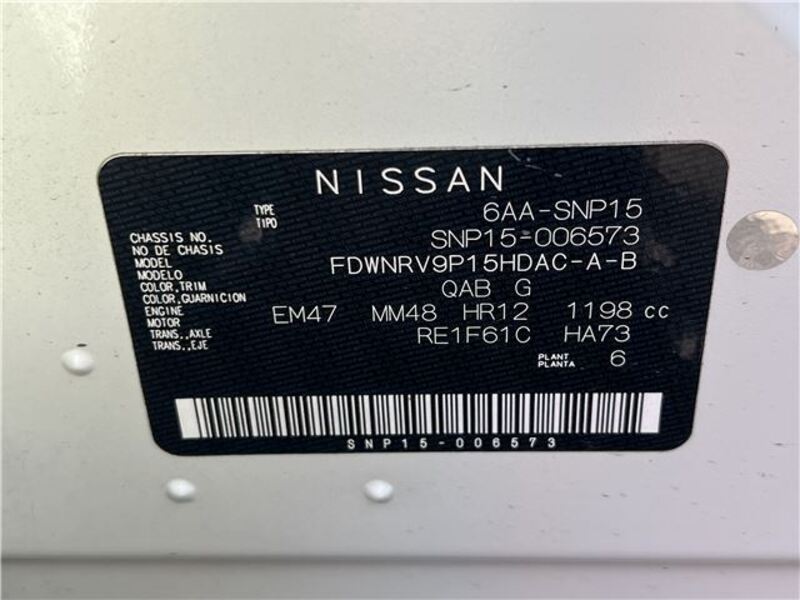 NISSAN
TYPE 6AA-SNP15
TIPO
CHASSIS NO. SNP15-006573
NO DE CHASIS
MODEL FDWNRV9P15HDAC-A-B
MODELO
COLOR,TRIM QAB G
COLOR,GUARNICION
ENGINE EM47 MM48 HR12 1198 cc
MOTOR
TRANS.,AXLE RE1F61C HA73
TRANS.,EJE
PLANT 6
PLANTA
SNP15-006573